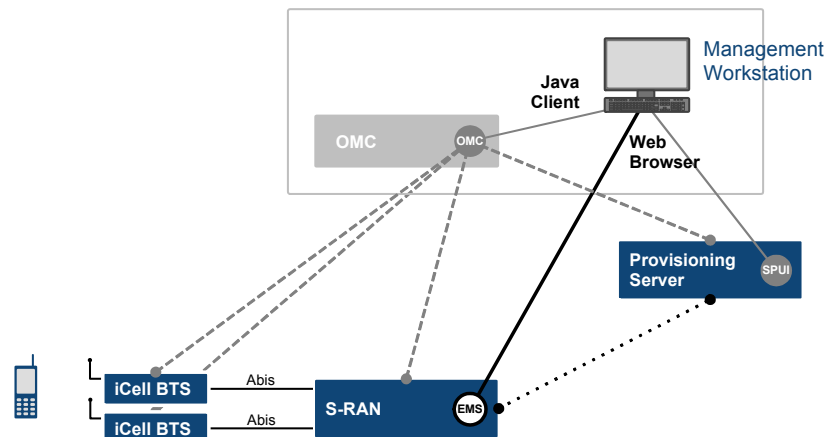 Management
Workstation
Java
Client
OMC
OMC
Web
Browser
Provisioning
Server
SPUI
iCell BTS
Abis
S-RAN
EMS
iCell BTS
Abis